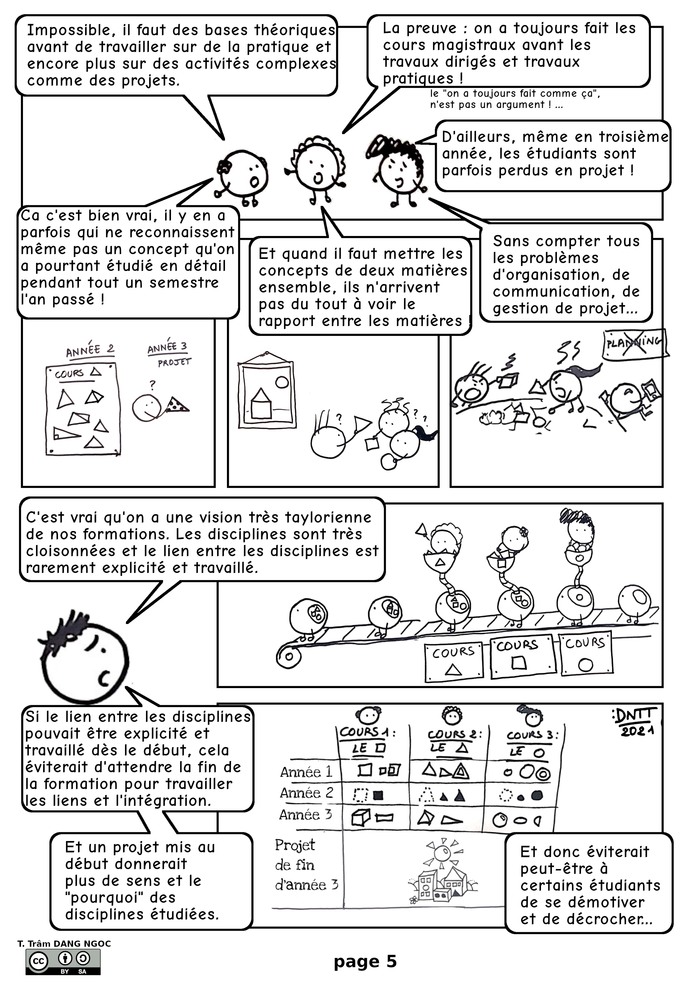 Impossible, il faut des bases théoriques
avant de travailler sur de la pratique et
encore plus sur des activités complexes
comme des projets.
La preuve : on a toujours fait les
cours magistraux avant les
travaux dirigés et travaux
pratiques !
le "on a toujours fait comme ça",
n'est pas un argument ! ...
D'ailleurs, même en troisième
année, les étudiants sont
parfois perdus en projet !
Ca c'est bien vrai, il y en a
parfois qui ne reconnaissent
même pas un concept qu'on
a pourtant étudié en détail
pendant tout un semestre
l'an passé !
Et quand il faut mettre les
concepts de deux matières
ensemble, ils n'arrivent
pas du tout à voir le
rapport entre les matières !
Sans compter tous
les problèmes
d'organisation, de
communication, de
gestion de projet...
ANNÉE 2
COURS
ANNÉE 3
PROJET
?
? ? ?
PLANNING
C'est vrai qu'on a une vision très taylorienne
de nos formations. Les disciplines sont très
cloisonnées et le lien entre les disciplines est
rarement explicité et travaillé.
COURS
COURS
COURS
Si le lien entre les disciplines
pouvait être explicité et
travaillé dès le début, cela
éviterait d'attendre la fin de
la formation pour travailler
les liens et l'intégration.
Et un projet mis au
début donnerait
plus de sens et le
"pourquoi" des
disciplines étudiées.
:DNTT
2021
COURS 1:
LE
COURS 2:
LE
COURS 3:
LE
Année 1
Année 2
Année 3
Projet
de fin
d'année 3
Et donc éviterait
peut-être à
certains étudiants
de se démotiver
et de décrocher...
T. Trâm DANG NGOC
cc
BY SA
page 5